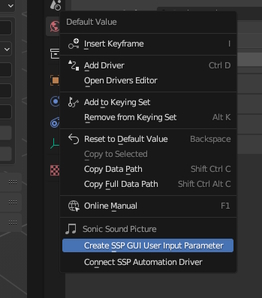 Default Value
Insert Keyframe I
Add Driver Ctrl D
Open Drivers Editor
Add to Keying Set
Remove from Keying Set Alt K
Reset to Default Value Backspace
Copy to Selected
Copy Data Path Shift Ctrl C
Copy Full Data Path Shift Ctrl Alt C
Online Manual F1
Sonic Sound Picture
Create SSP GUI User Input Parameter
Connect SSP Automation Driver